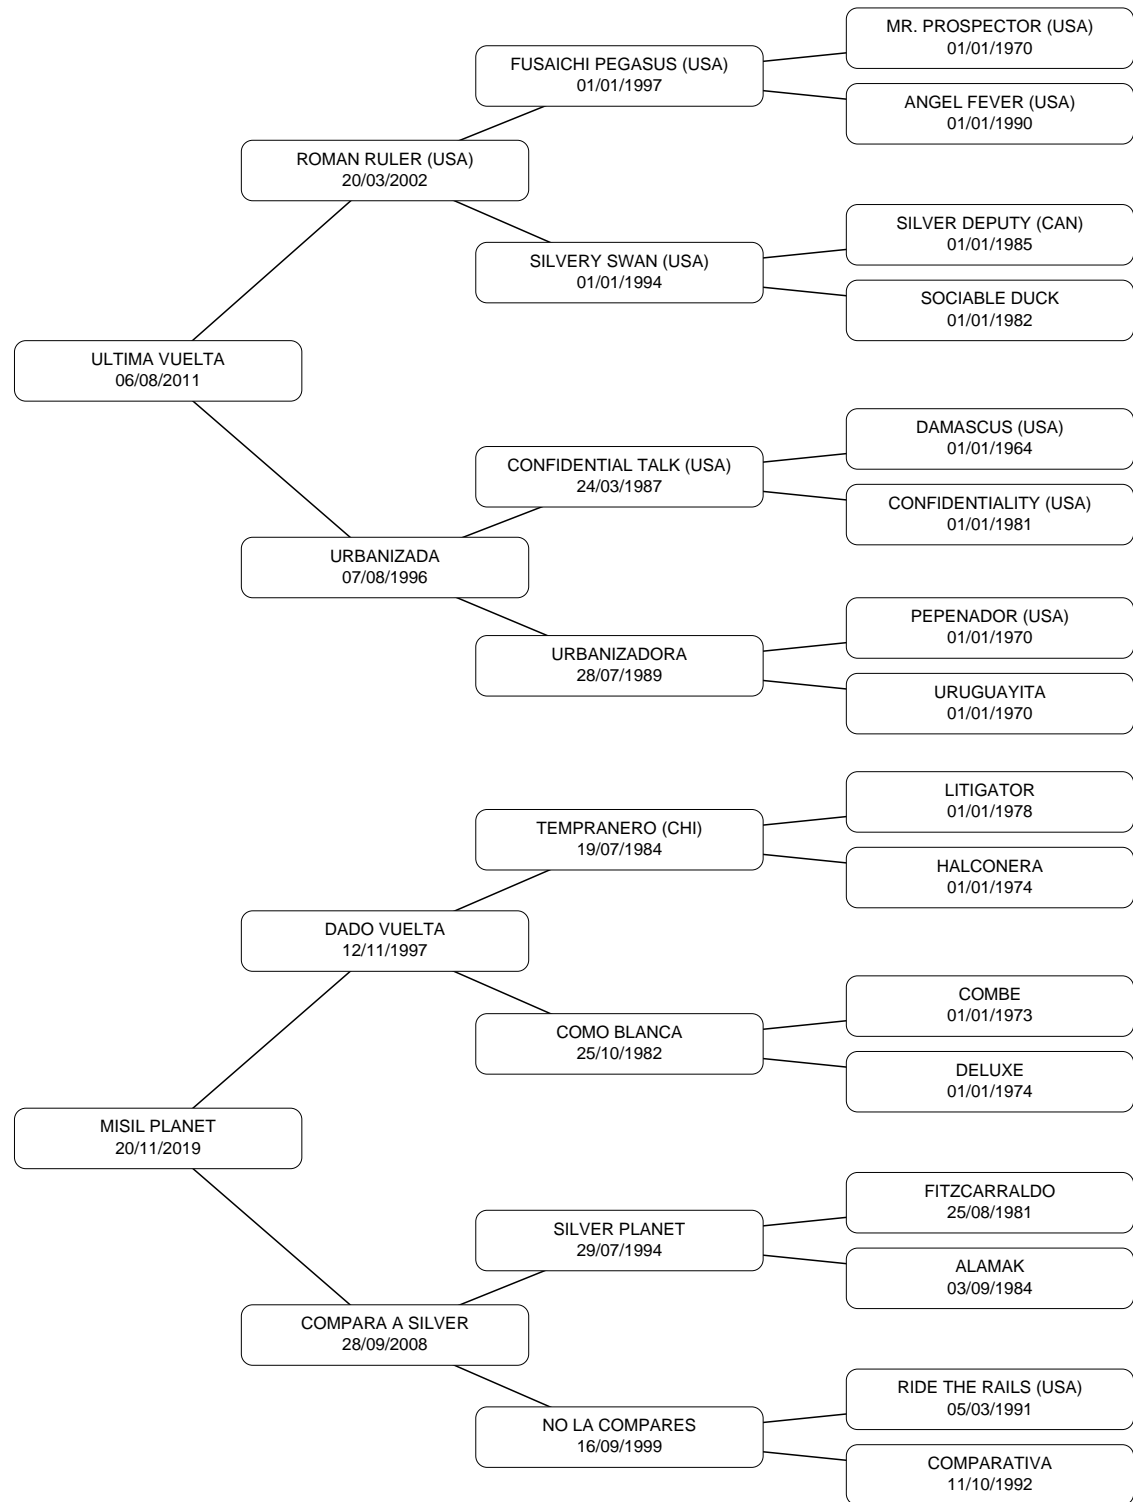 MR. PROSPECTOR (USA)
01/01/1970
FUSAICHI PEGASUS (USA)
01/01/1997
ANGEL FEVER (USA)
01/01/1990
ROMAN RULER (USA)
20/03/2002
SILVER DEPUTY (CAN)
01/01/1985
SILVERY SWAN (USA)
01/01/1994
SOCIABLE DUCK
01/01/1982
ULTIMA VUELTA
06/08/2011
DAMASCUS (USA)
01/01/1964
CONFIDENTIAL TALK (USA)
24/03/1987
CONFIDENTIALITY (USA)
01/01/1981
URBANIZADA
07/08/1996
PEPENADOR (USA)
01/01/1970
URBANIZADORA
28/07/1989
URUGUAYITA
01/01/1970
LITIGATOR
01/01/1978
TEMPRANERO (CHI)
19/07/1984
HALCONERA
01/01/1974
DADO VUELTA
12/11/1997
COMBE
01/01/1973
COMO BLANCA
25/10/1982
DELUXE
01/01/1974
MISIL PLANET
20/11/2019
FITZCARRALDO
25/08/1981
SILVER PLANET
29/07/1994
ALAMAK
03/09/1984
COMPARA A SILVER
28/09/2008
RIDE THE RAILS (USA)
05/03/1991
NO LA COMPARES
16/09/1999
COMPARATIVA
11/10/1992